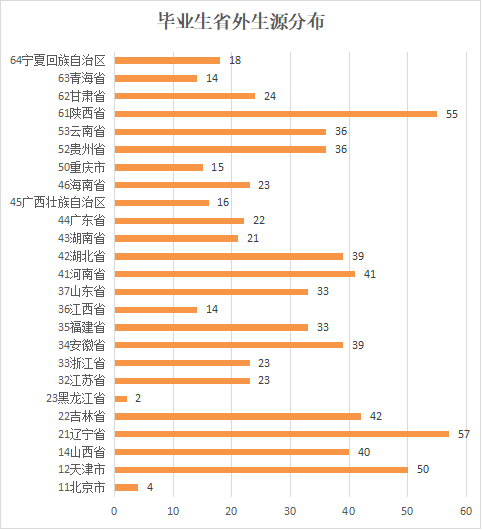 毕业生省外生源分布
64宁夏回族自治区 18
63青海省 14
62甘肃省 24
61陕西省 55
53云南省 36
52贵州省 36
50重庆市 15
46海南省 23
45广西壮族自治区 16
44广东省 22
43湖南省 21
42湖北省 39
41河南省 41
37山东省 33
36江西省 14
35福建省 33
34安徽省 39
33浙江省 23
32江苏省 23
23黑龙江省 2
22吉林省 42
21辽宁省 57
14山西省 40
12天津市 50
11北京市 4
0 10 20 30 40 50 60